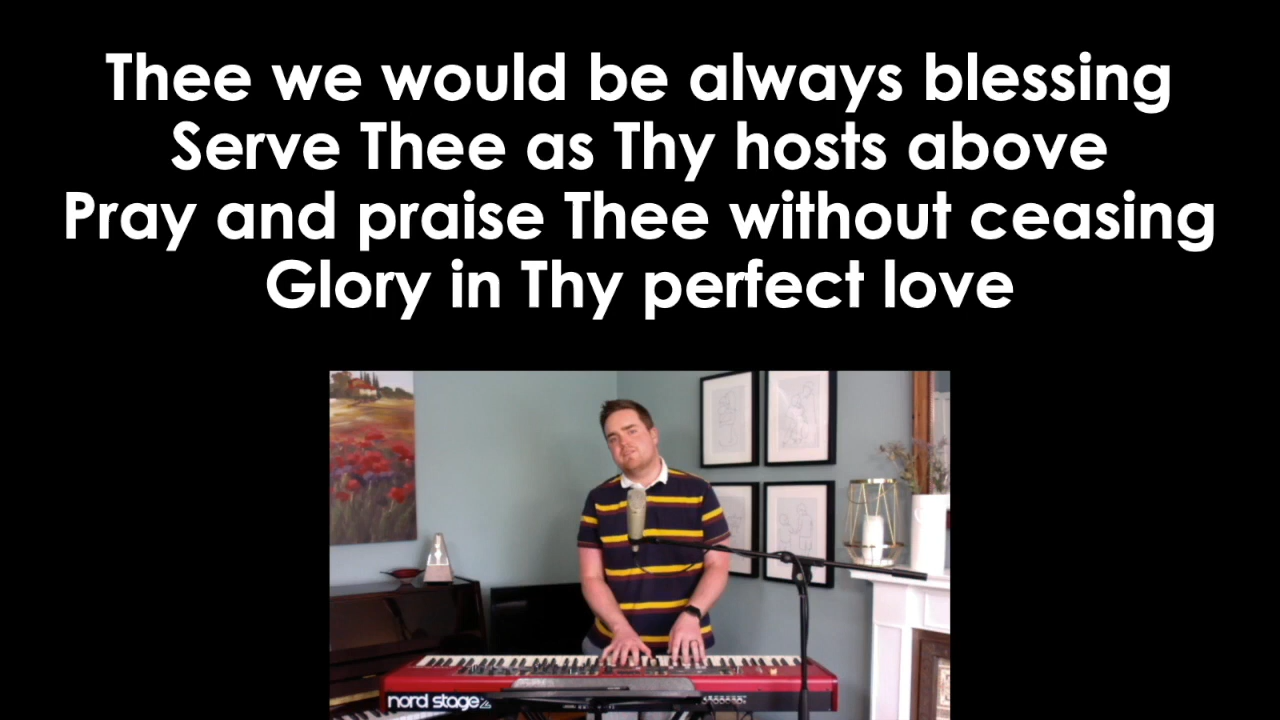 Thee we would be always blessing
Serve Thee as Thy hosts above
Pray and praise Thee without ceasing
Glory in Thy perfect love
nord stage 2